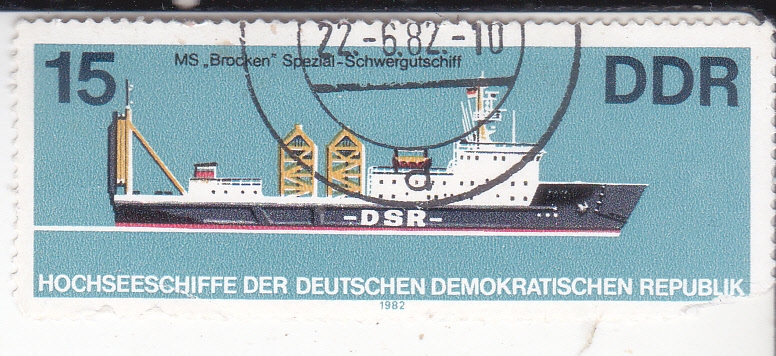 22.-6.82.-10
MS „Brocken“ Spezial-Schwergutschiff
15
DDR
d
-DSR-
HOCHSEESCHIFFE DER DEUTSCHEN DEMOKRATISCHEN REPUBLIK
1982